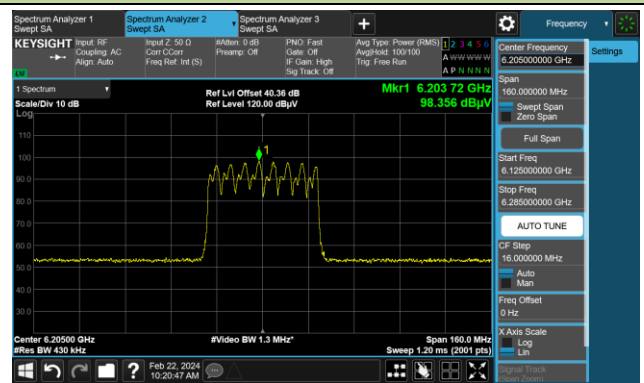 Spectrum Analyzer 1
Swept SA
Spectrum Analyzer 2
Swept SA
Spectrum Analyzer 3
Swept SA
+
Frequency
KEYSIGHT
Input: RF
Coupling: AC
Align: Auto
Input Z: 50 Ω
Corr CCorr
Freq Ref: Int (S)
#Atten: 0 dB
Preamp: Off
PNO: Fast
Gate: Off
IF Gain: High
Sig Track: Off
Avg Type: Power (RMS)
Avg|Hold: 100/100
Trig: Free Run
1 2 3 4 5 6
A W W W W W
A P N N N N
Settings
1 Spectrum
Scale/Div 10 dB
Log
Ref Lvl Offset 40.36 dB
Ref Level 120.00 dBµV
Mkr1 6.203 72 GHz
98.356 dBµV
110
100
90.0
80.0
70.0
60.0
50.0
40.0
30.0
1
Center 6.20500 GHz
#Res BW 430 kHz
#Video BW 1.3 MHz*
Span 160.0 MHz
Sweep 1.20 ms (2001 pts)
Center Frequency
6.205000000 GHz
Span
160.000000 MHz
Swept Span
Zero Span
Full Span
Start Freq
6.125000000 GHz
Stop Freq
6.285000000 GHz
AUTO TUNE
CF Step
16.000000 MHz
Auto
Man
Freq Offset
0 Hz
X Axis Scale
Log
Lin
Signal Track
(Span Zoom)
?
Feb 22, 2024
10:20:47 AM